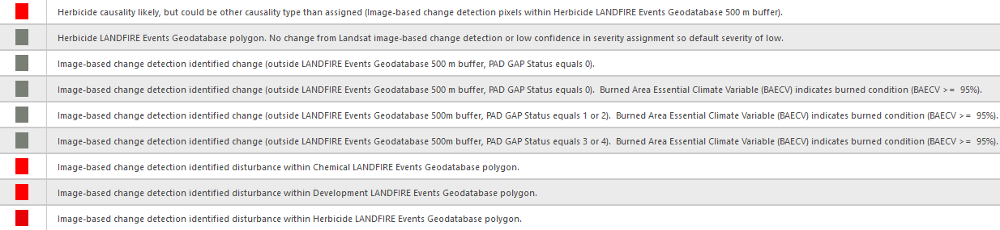 Herbicide causality likely, but could be other causality type than assigned (Image-based change detection pixels within Herbicide LANDFIRE Events Geodatabase 500 m buffer).
Herbicide LANDFIRE Events Geodatabase polygon. No change from Landsat image-based change detection or low confidence in severity assignment so default severity of low.
Image-based change detection identified change (outside LANDFIRE Events Geodatabase 500 m buffer, PAD GAP Status equals 0).
Image-based change detection identified change (outside LANDFIRE Events Geodatabase 500 m buffer, PAD GAP Status equals 0).  Burned Area Essential Climate Variable (BAECV) indicates burned condition (BAECV >=  95%).
Image-based change detection identified change (outside LANDFIRE Events Geodatabase 500m buffer, PAD GAP Status equals 1 or 2).  Burned Area Essential Climate Variable (BAECV) indicates burned condition (BAECV >=  95%).
Image-based change detection identified change (outside LANDFIRE Events Geodatabase 500m buffer, PAD GAP Status equals 3 or 4).  Burned Area Essential Climate Variable (BAECV) indicates burned condition (BAECV >=  95%).
Image-based change detection identified disturbance within Chemical LANDFIRE Events Geodatabase polygon.
Image-based change detection identified disturbance within Development LANDFIRE Events Geodatabase polygon.
Image-based change detection identified disturbance within Herbicide LANDFIRE Events Geodatabase polygon.